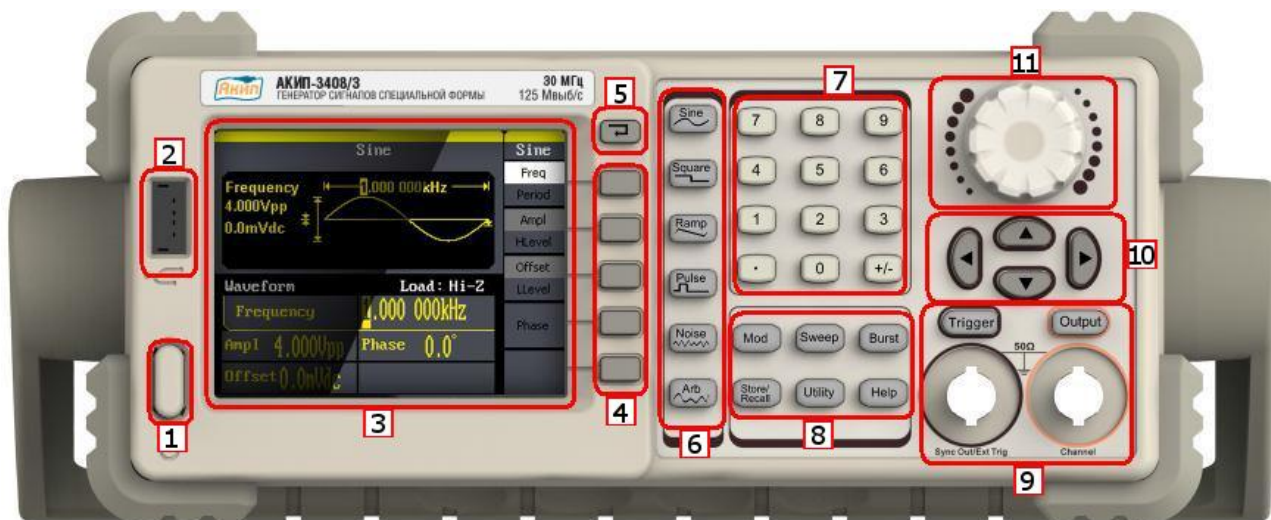 Акип
АКИП-3408/3
ГЕНЕРАТОР СИГНАЛОВ СПЕЦИАЛЬНОЙ ФОРМЫ
30 МГц
125 Мвыб/с
5
7
11
2
Sine
Sine
Freq
Period
Ampl
HLevel
Offset
LLevel
Phase
Frequency
1.000 000kHz
4.000Vpp
0.0mVdc
Waveform
Load: Hi-Z
Frequency
1.000 000kHz
Ampl 4.000Vpp
Phase 0.0°
Offset 0.0mVdc
Sine
Square
Ramp
Pulse
Noise
Arb
7 8 9
4 5 6
1 2 3
. 0 +/-
Mod Sweep Burst
Store/
Recall
Utility Help
10
Trigger
Output
50Ω
Sync Out/Ext Trig
Channel
1
3
4
6
8
9